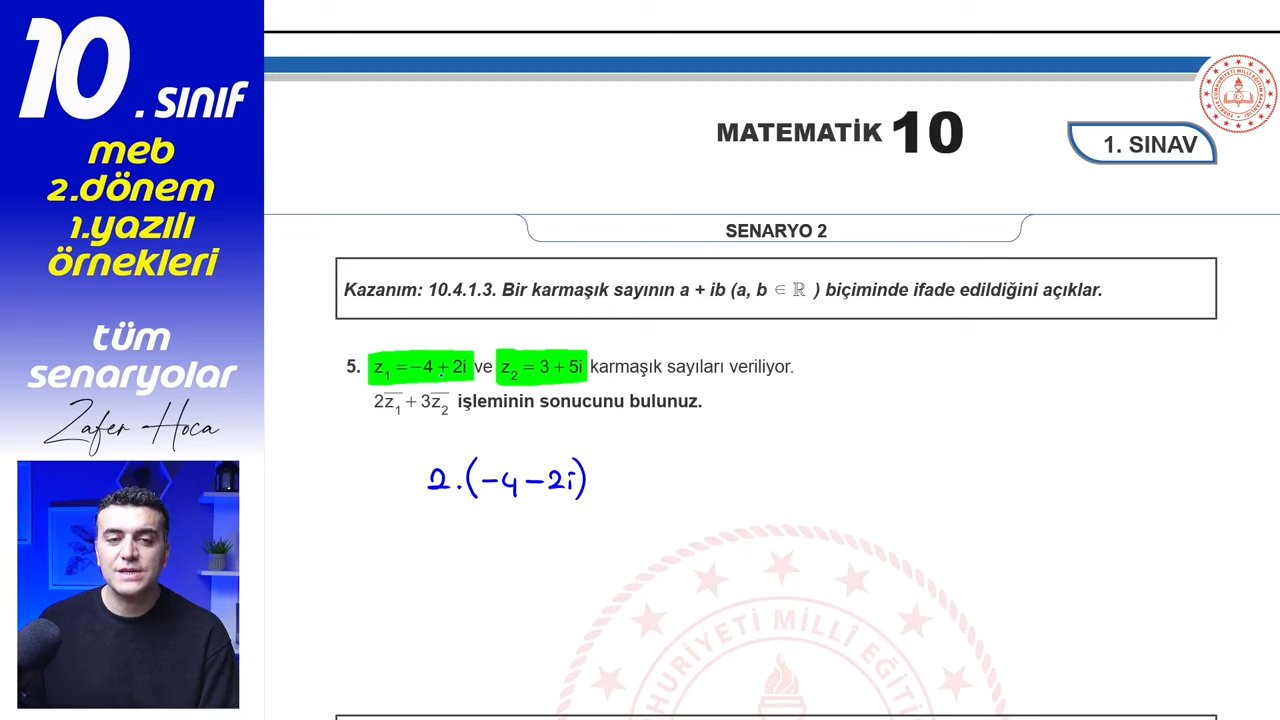 10. SINIF
meb
2.dönem
1.yazılı
örnekleri
tüm
senaryolar
Zafer Hoca
MATEMATİK 10
1. SINAV
SENARYO 2
Kazanım: 10.4.1.3. Bir karmaşık sayının a + ib (a, b ∈ ℝ ) biçiminde ifade edildiğini açıklar.
5. z₁ =−4 + 2i ve z₂ = 3 + 5i karmaşık sayıları veriliyor.
2z̅₁ + 3z̅₂ işleminin sonucunu bulunuz.
2.(-4-2i)